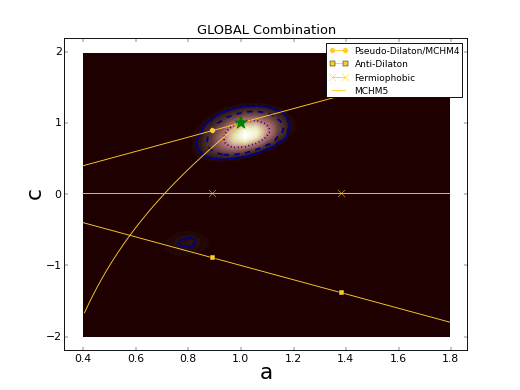 GLOBAL Combination
Pseudo-Dilaton/MCHM4
Anti-Dilaton
Fermiophobic
MCHM5
2
1
0
−1
−2
c
0.4 0.6 0.8 1.0 1.2 1.4 1.6 1.8
a